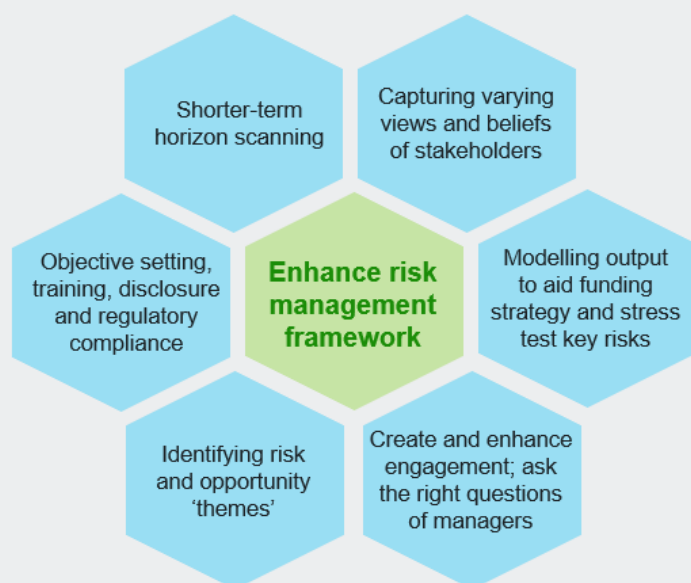 Shorter-term
horizon scanning
Capturing varying
views and beliefs
of stakeholders
Objective setting,
training, disclosure
and regulatory
compliance
Enhance risk
management
framework
Modelling output
to aid funding
strategy and stress
test key risks
Identifying risk
and opportunity
‘themes’
Create and enhance
engagement; ask
the right questions
of managers